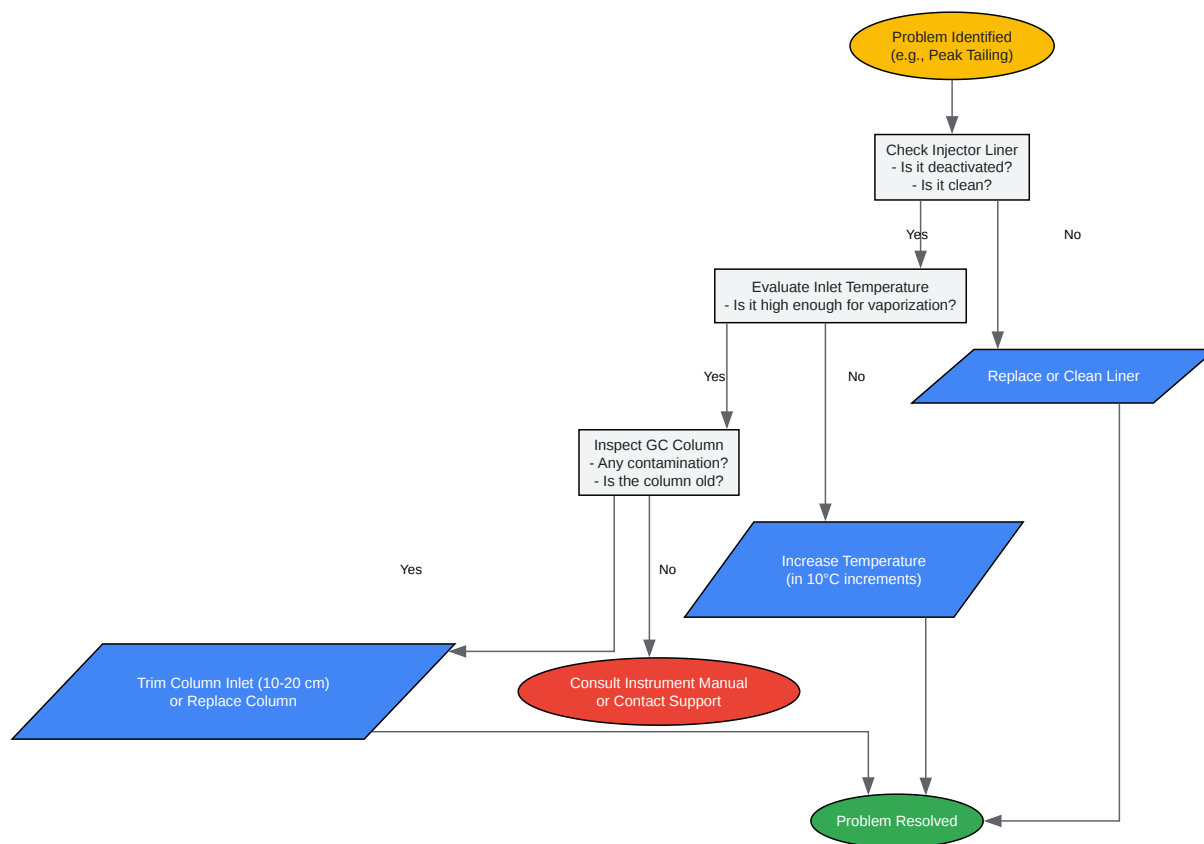 Problem Identified
(e.g., Peak Tailing)
Check Injector Liner
- Is it deactivated?
- Is it clean?
Yes
No
Evaluate Inlet Temperature
- Is it high enough for vaporization?
Yes
No
Replace or Clean Liner
Inspect GC Column
- Any contamination?
- Is the column old?
Yes
No
Increase Temperature
(in 10°C increments)
Trim Column Inlet (10-20 cm)
or Replace Column
Consult Instrument Manual
or Contact Support
Problem Resolved